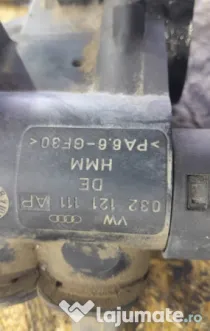 VW
032 121 111 AP
DE
HMM
>PA6.6-GF30<
Lajumate.ro